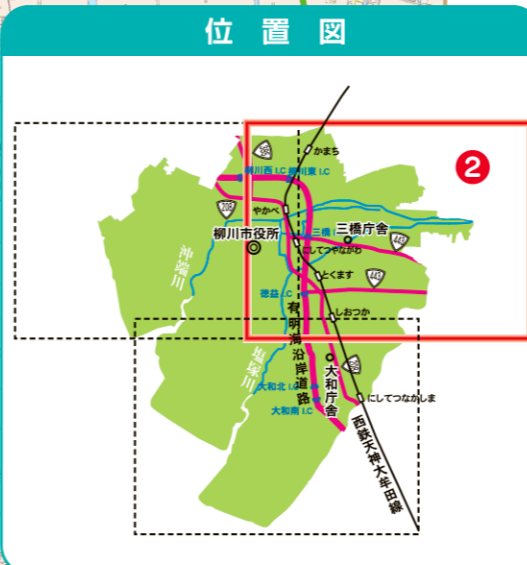 位置図
2
かまち
柳川西 I.C
柳川東 I.C
208
やかべ
三橋
三橋庁舎
443
柳川市役所
にしてつやながわ
沖端川
とくます
443
徳益 I.C
しおつか
有明海沿岸道路
塩塚川
大和北 I.C
大和庁舎
大和南 I.C
にしてつなかしま
西鉄天神大牟田線